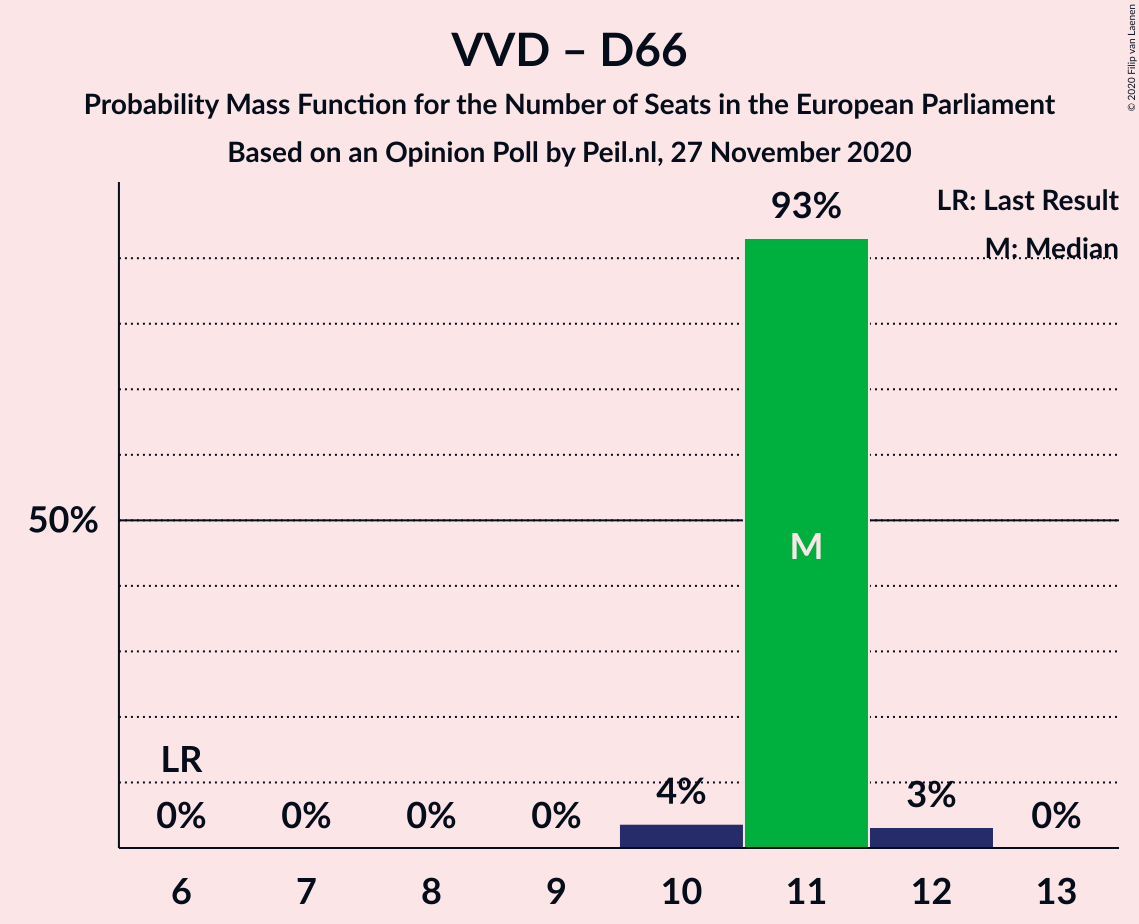 VVD – D66
Probability Mass Function for the Number of Seats in the European Parliament
Based on an Opinion Poll by Peil.nl, 27 November 2020
© 2020 Filip van Laenen
LR: Last Result
M: Median
93%
50%
M
LR
0% 0% 0% 0% 4% 3% 0%
6 7 8 9 10 11 12 13